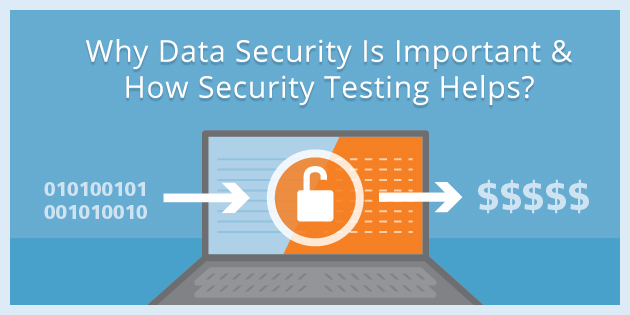 Why Data Security Is Important &
How Security Testing Helps?
010100101
001010010
$$$$$